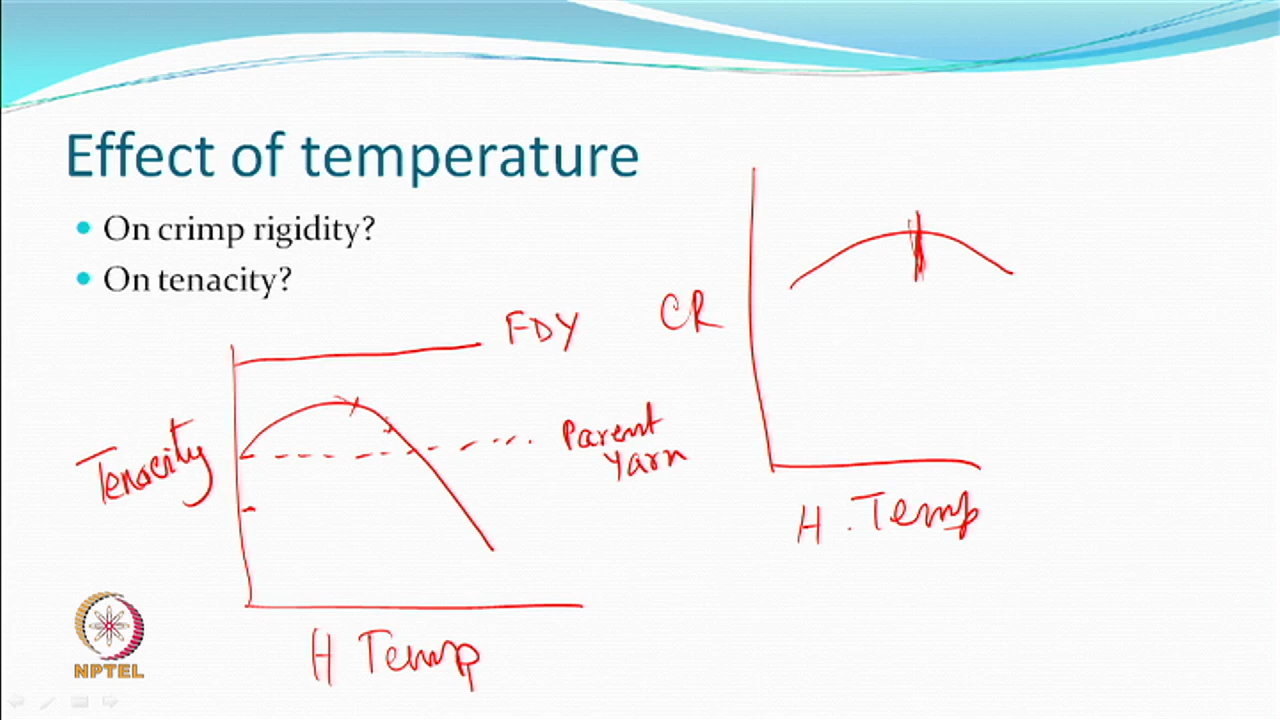 Effect of temperature
On crimp rigidity?
On tenacity?
FDY
Tenacity
Parent
Yarn
H Temp
CR
H. Temp
NPTEL